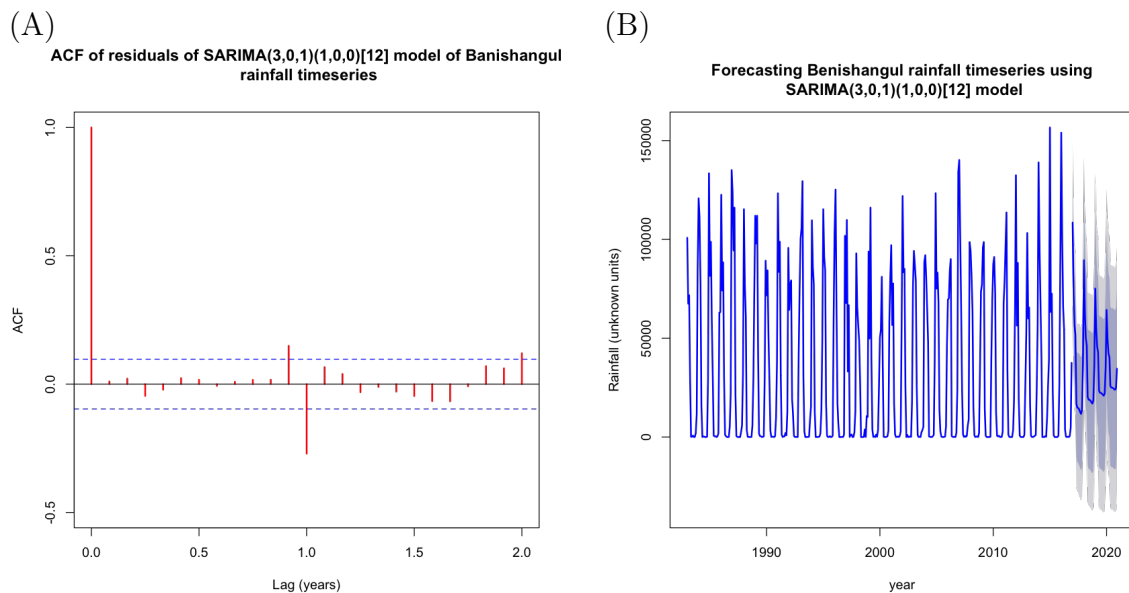 (A)
ACF of residuals of SARIMA(3,0,1)(1,0,0)[12] model of Banishangul
rainfall timeseries
ACF
1.0
0.5
0.0
-0.5
0.0 0.5 1.0 1.5 2.0
Lag (years)
(B)
Forecasting Benishangul rainfall timeseries using
SARIMA(3,0,1)(1,0,0)[12] model
Rainfall (unknown units)
150000
100000
50000
0
1990 2000 2010 2020
year